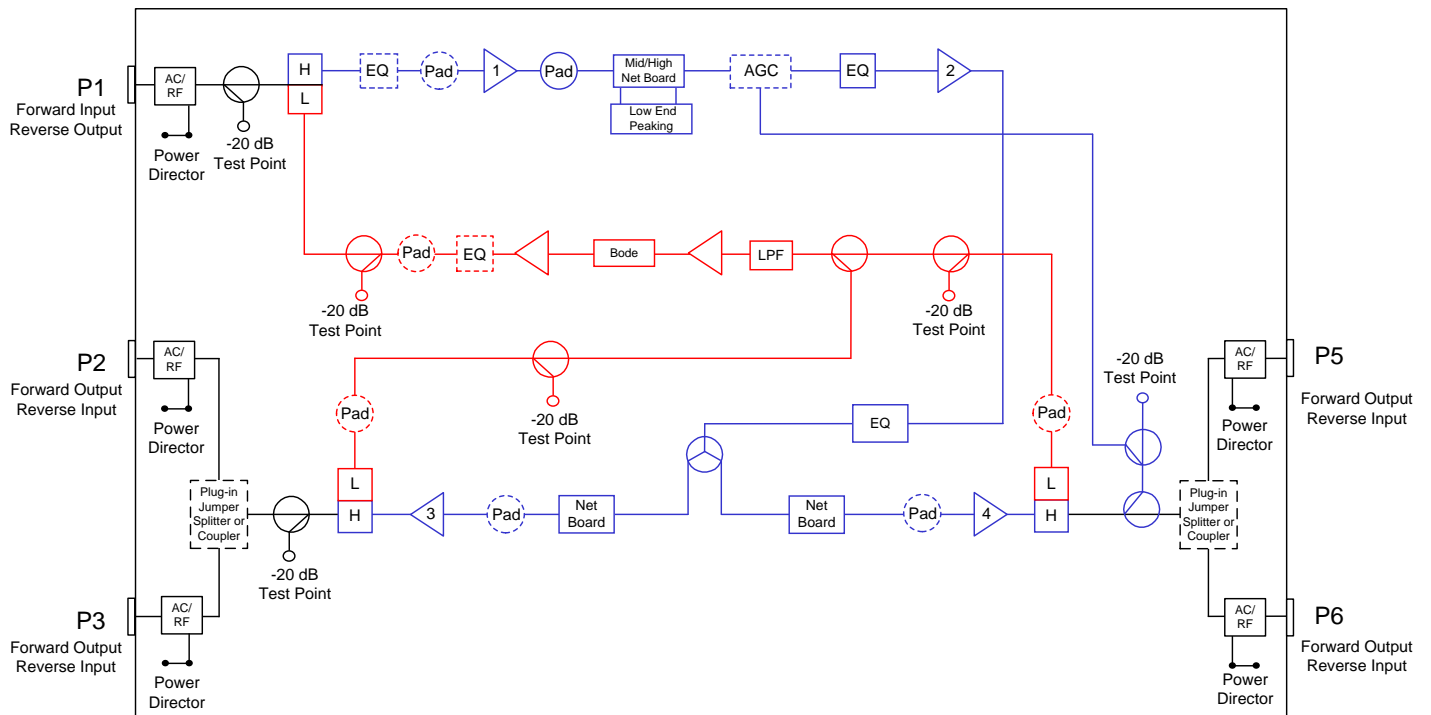 P1
Forward Input
Reverse Output
AC/
RF
Power
Director
-20 dB
Test Point
H
L
EQ
Pad
1
Pad
Mid/High
Net Board
Low End
Peaking
AGC
EQ
2
-20 dB
Test Point
Pad
EQ
Bode
LPF
-20 dB
Test Point
P2
Forward Output
Reverse Input
AC/
RF
Power
Director
-20 dB
Test Point
Pad
EQ
Pad
-20 dB
Test Point
AC/
RF
Power
Director
P5
Forward Output
Reverse Input
Plug-in
Jumper
Splitter or
Coupler
-20 dB
Test Point
L
H
3
Pad
Net
Board
Net
Board
Pad
4
L
H
Plug-in
Jumper
Splitter or
Coupler
P3
Forward Output
Reverse Input
AC/
RF
Power
Director
AC/
RF
Power
Director
P6
Forward Output
Reverse Input